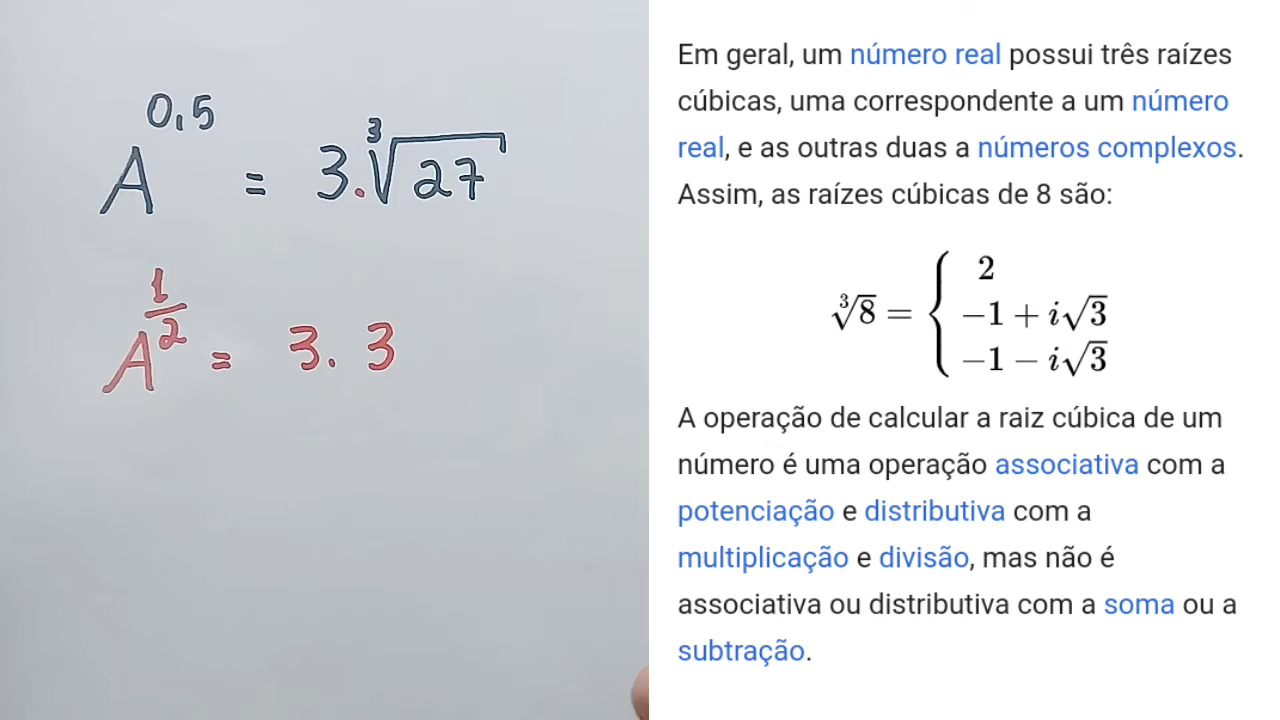 A^0,5 = 3.∛27
A^1/2 = 3. 3
Em geral, um número real possui três raízes
cúbicas, uma correspondente a um número
real, e as outras duas a números complexos.
Assim, as raízes cúbicas de 8 são:
∛8 = { 2
−1 + i√3
−1 − i√3
A operação de calcular a raiz cúbica de um
número é uma operação associativa com a
potenciação e distributiva com a
multiplicação e divisão, mas não é
associativa ou distributiva com a soma ou a
subtração.